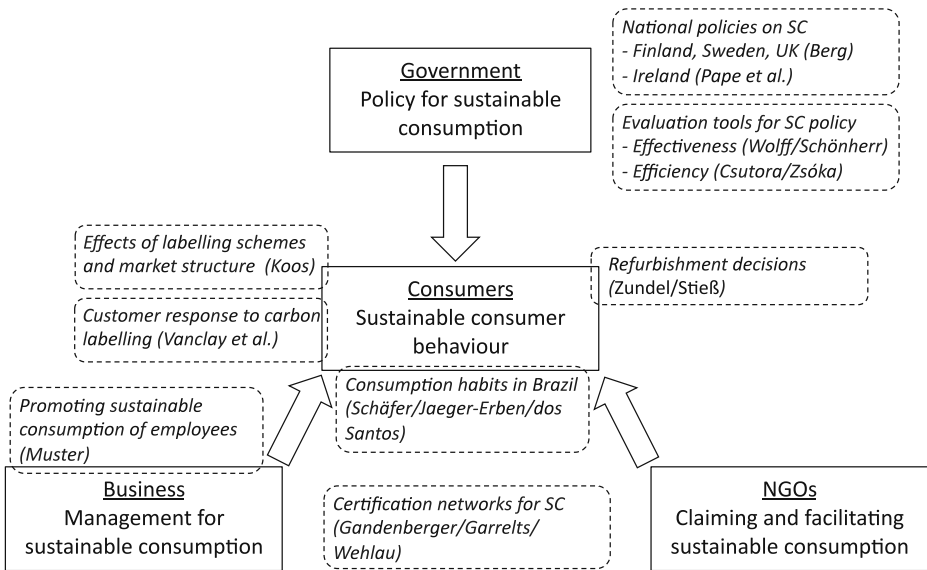 National policies on SC
- Finland, Sweden, UK (Berg)
- Ireland (Pape et al.)
Government
Policy for sustainable
consumption
Evaluation tools for SC policy
- Effectiveness (Wolff/Schönherr)
- Efficiency (Csutora/Zsóka)
Effects of labelling schemes
and market structure (Koos)
Refurbishment decisions
(Zundel/Stieß)
Consumers
Sustainable consumer
behaviour
Customer response to carbon
labelling (Vanclay et al.)
Consumption habits in Brazil
(Schäfer/Jaeger-Erben/dos
Santos)
Promoting sustainable
consumption of employees
(Muster)
Business
Management for
sustainable consumption
Certification networks for SC
(Gandenberger/Garrelts/
Wehlau)
NGOs
Claiming and facilitating
sustainable consumption